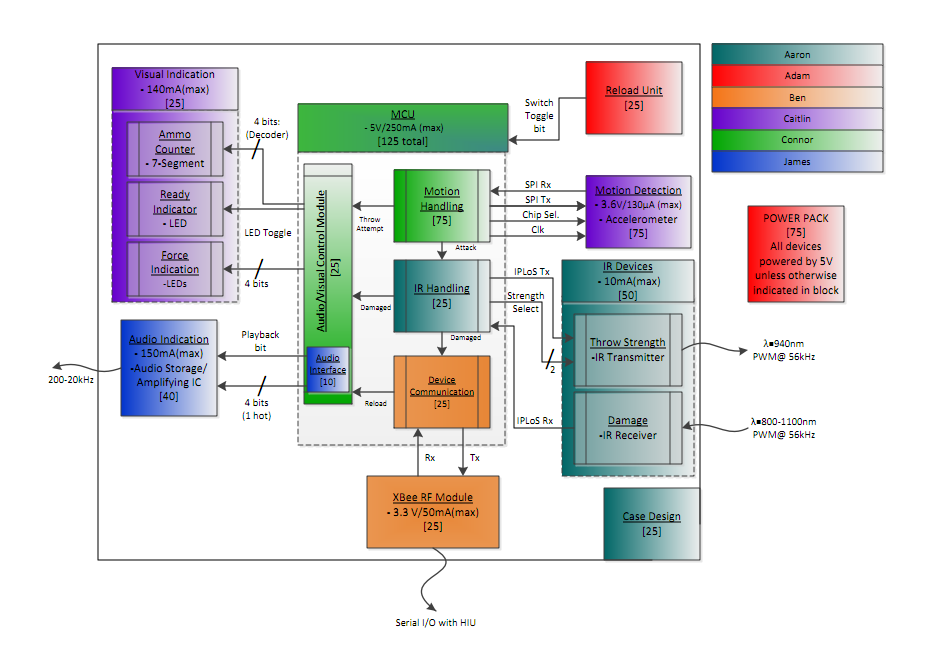 Visual Indication
- 140mA(max)
[25]
Ammo
Counter
- 7-Segment
Ready
Indicator
- LED
Force
Indication
-LEDs
4 bits:
(Decoder)
LED Toggle
4 bits
Audio Indication
- 150mA(max)
-Audio Storage/
Amplifying IC
[40]
200-20kHz
Playback
bit
4 bits
(1 hot)
MCU
- 5V/250mA (max)
[125 total]
Audio/Visual Control Module
[25]
Audio
Interface
[10]
Motion
Handling
[75]
Throw
Attempt
Attack
IR Handling
[25]
Damaged
Damaged
Device
Communication
[25]
Reload
Rx
Tx
XBee RF Module
- 3.3 V/50mA(max)
[25]
Serial I/O with HIU
Switch
Toggle
bit
Reload Unit
[25]
SPI Rx
SPI Tx
Chip Sel.
Clk
Motion Detection
- 3.6V/130µA (max)
- Accelerometer
[75]
IPLoS Tx
Strength
Select
2
IPLoS Rx
IR Devices
- 10mA(max)
[50]
Throw Strength
-IR Transmitter
Damage
-IR Receiver
Case Design
[25]
Aaron
Adam
Ben
Caitlin
Connor
James
POWER PACK
[75]
All devices
powered by 5V
unless otherwise
indicated in block
λ=940nm
PWM@ 56kHz
λ=800-1100nm
PWM@ 56kHz